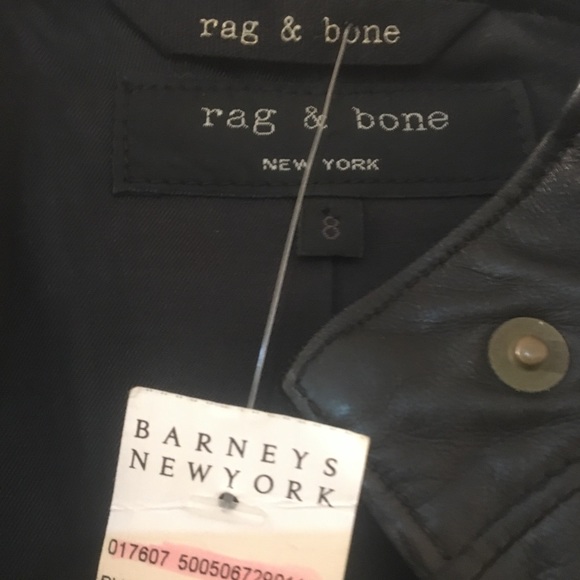 rag & bone
rag & bone
NEW YORK
8
BARNEYS
NEWYORK
017607